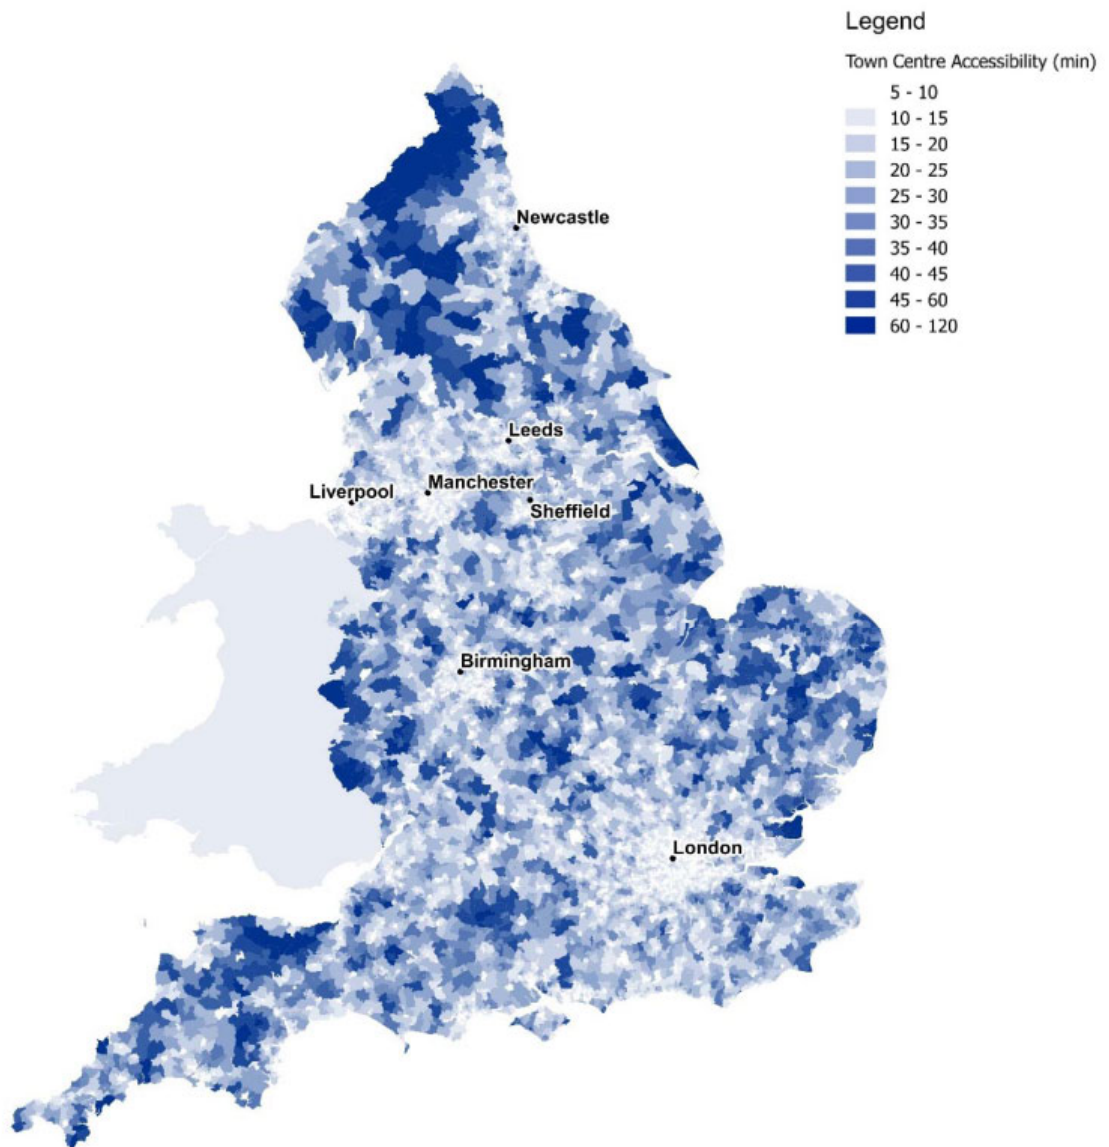 Legend
Town Centre Accessibility (min)
5 - 10
10 - 15
15 - 20
20 - 25
25 - 30
30 - 35
35 - 40
40 - 45
45 - 60
60 - 120
Newcastle
Leeds
Manchester
Liverpool
Sheffield
Birmingham
London